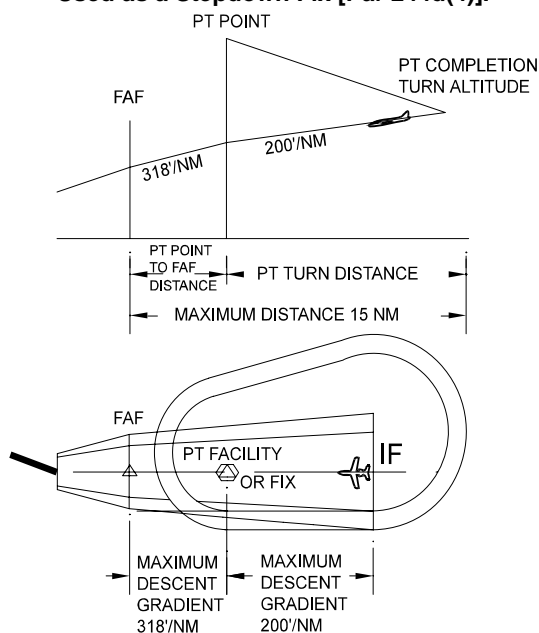 Used as a Stepdown Fix [Par 244d(4)].
PT POINT
PT COMPLETION
TURN ALTITUDE
FAF
318'/NM
200'/NM
PT POINT
TO FAF
DISTANCE
PT TURN DISTANCE
MAXIMUM DISTANCE 15 NM
FAF
PT FACILITY
OR FIX
IF
MAXIMUM
DESCENT
GRADIENT
318'/NM
MAXIMUM
DESCENT
GRADIENT
200'/NM